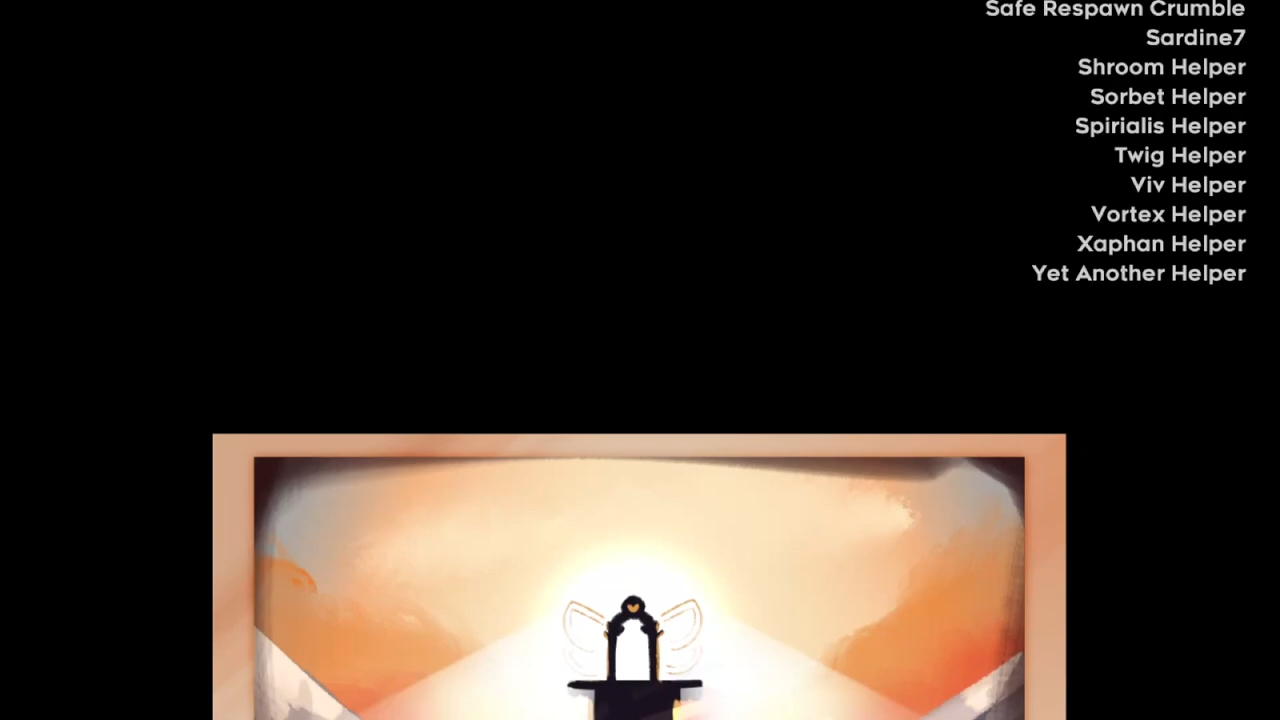 Safe Respawn Crumble
Sardine7
Shroom Helper
Sorbet Helper
Spirialis Helper
Twig Helper
Viv Helper
Vortex Helper
Xaphan Helper
Yet Another Helper